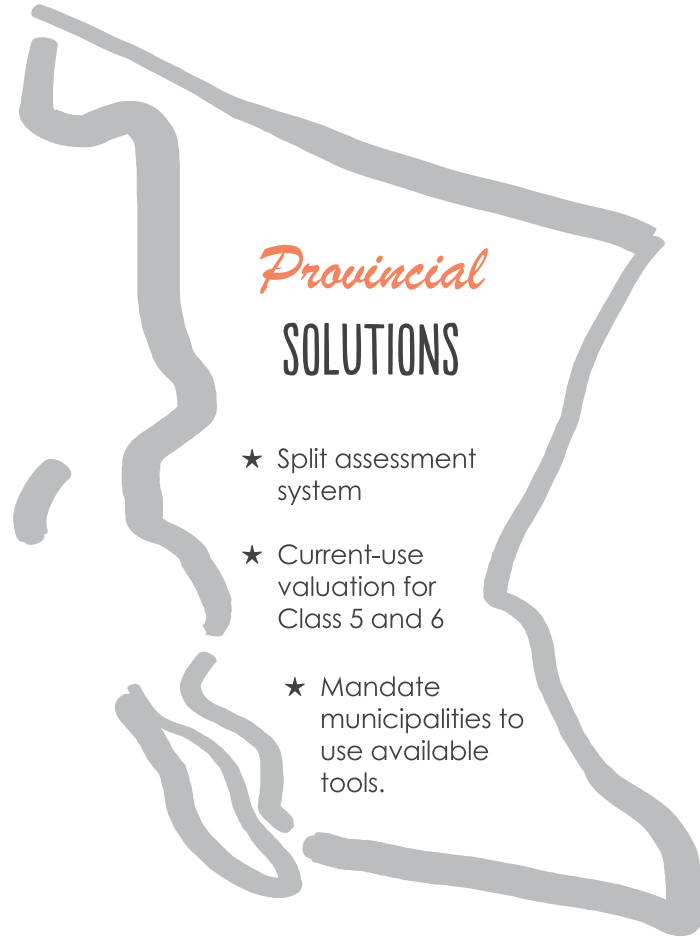 Provincial
SOLUTIONS
★ Split assessment
system
★ Current-use
valuation for
Class 5 and 6
★ Mandate
municipalities to
use available
tools.